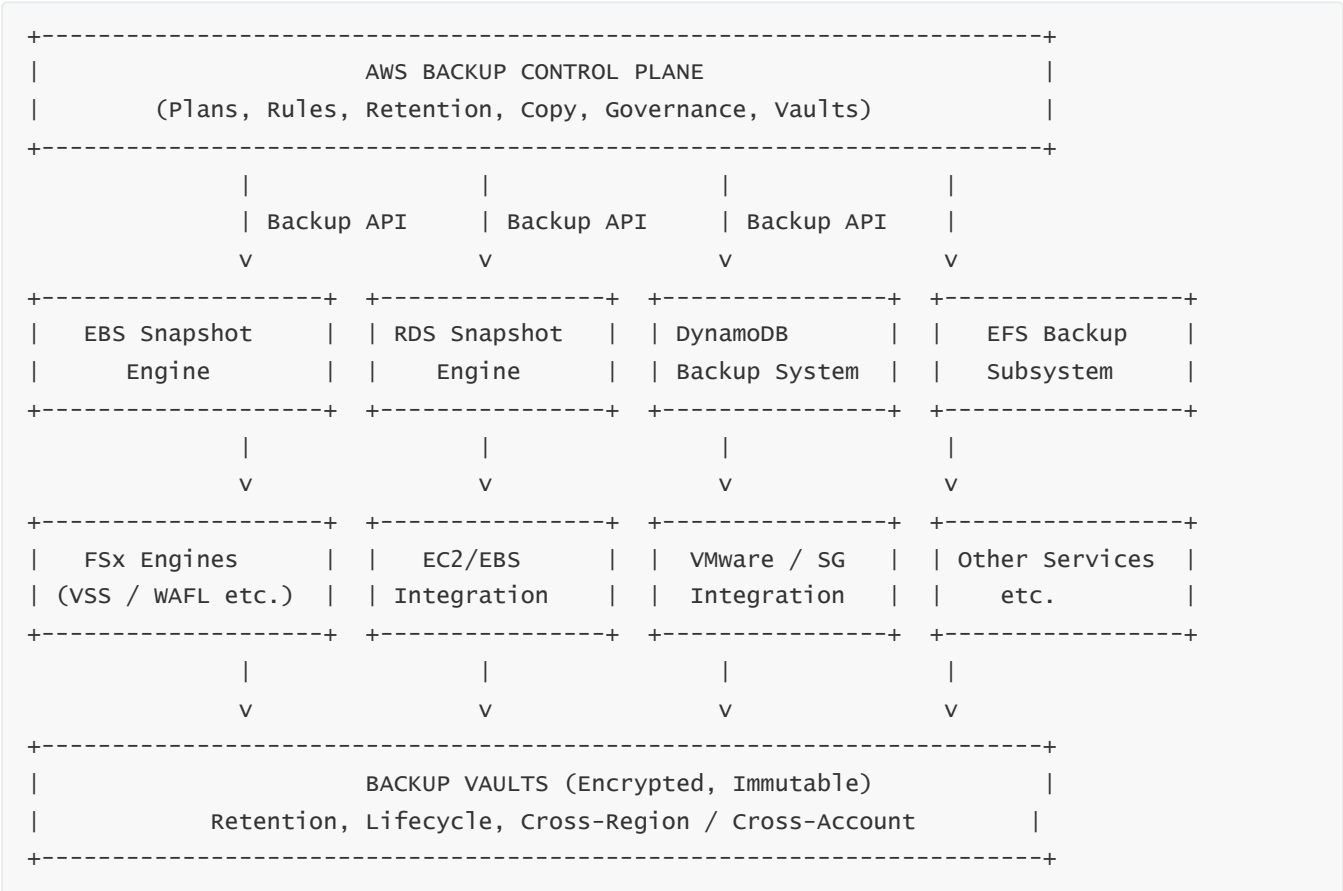 +-----------------------------------------------------------------------+
|                       AWS BACKUP CONTROL PLANE                        |
|        (Plans, Rules, Retention, Copy, Governance, Vaults)            |
+-----------------------------------------------------------------------+
               |                |                |               |
               | Backup API     | Backup API     | Backup API    |
               v                v                v               v
+---------------------+  +----------------+  +----------------+  +----------------+
|   EBS Snapshot      |  | RDS Snapshot   |  | DynamoDB       |  |   EFS Backup   |
|      Engine         |  |    Engine      |  | Backup System  |  |   Subsystem    |
+---------------------+  +----------------+  +----------------+  +----------------+
               |                |                |               |
               v                v                v               v
+---------------------+  +----------------+  +----------------+  +----------------+
|   FSx Engines       |  |   EC2/EBS      |  |  VMware / SG   |  | Other Services |
| (VSS / WAFL etc.)   |  | Integration    |  |  Integration   |  |    etc.        |
+---------------------+  +----------------+  +----------------+  +----------------+
               |                |                |               |
               v                v                v               v
+-----------------------------------------------------------------------+
|                       BACKUP VAULTS (Encrypted, Immutable)            |
|            Retention, Lifecycle, Cross-Region / Cross-Account        |
+-----------------------------------------------------------------------+